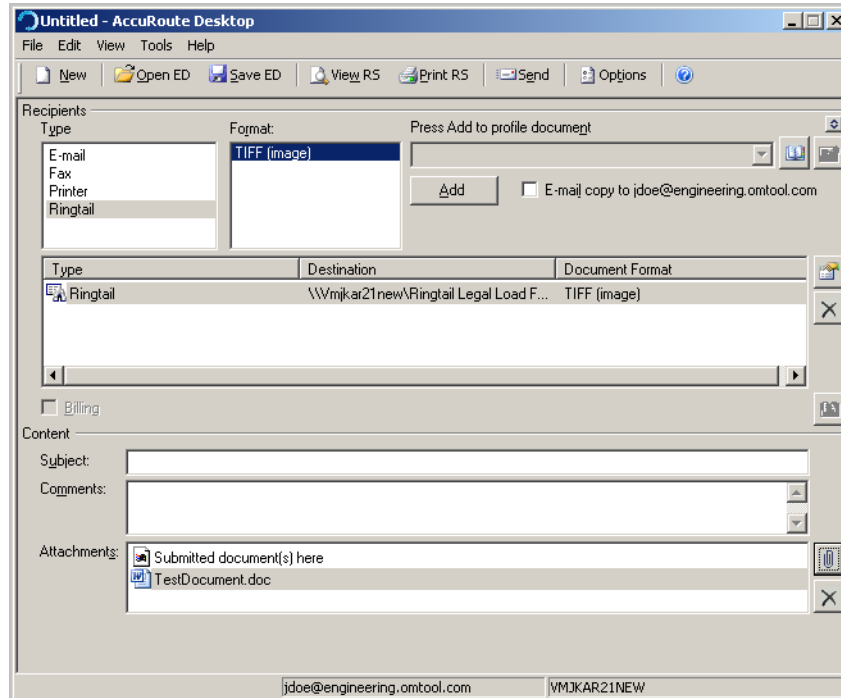 Untitled - AccuRoute Desktop
File Edit View Tools Help
New Open ED Save ED View RS Print RS Send Options
Recipients
Type Format: Press Add to profile document
E-mail
Fax
Printer
Ringtail
TIFF (image)
Add E-mail copy to jdoe@engineering.omtool.com
Type Destination Document Format
Ringtail \\Vmjkar21new\Ringtail Legal Load F... TIFF (image)
Billing
Content
Subject:
Comments:
Attachments: Submitted document(s) here
TestDocument.doc
jdoe@engineering.omtool.com VMJKAR21NEW